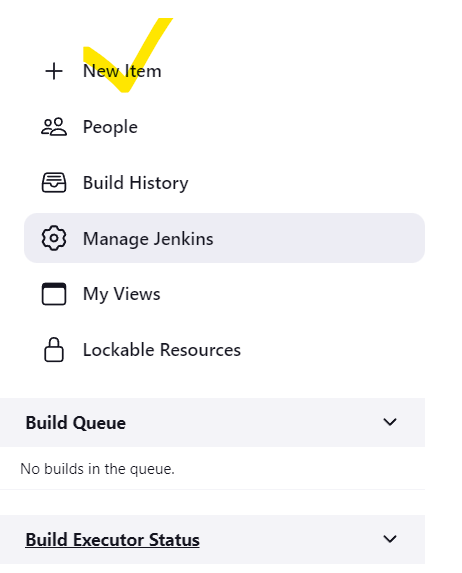 New Item
People
Build History
Manage Jenkins
My Views
Lockable Resources
Build Queue
No builds in the queue.
Build Executor Status